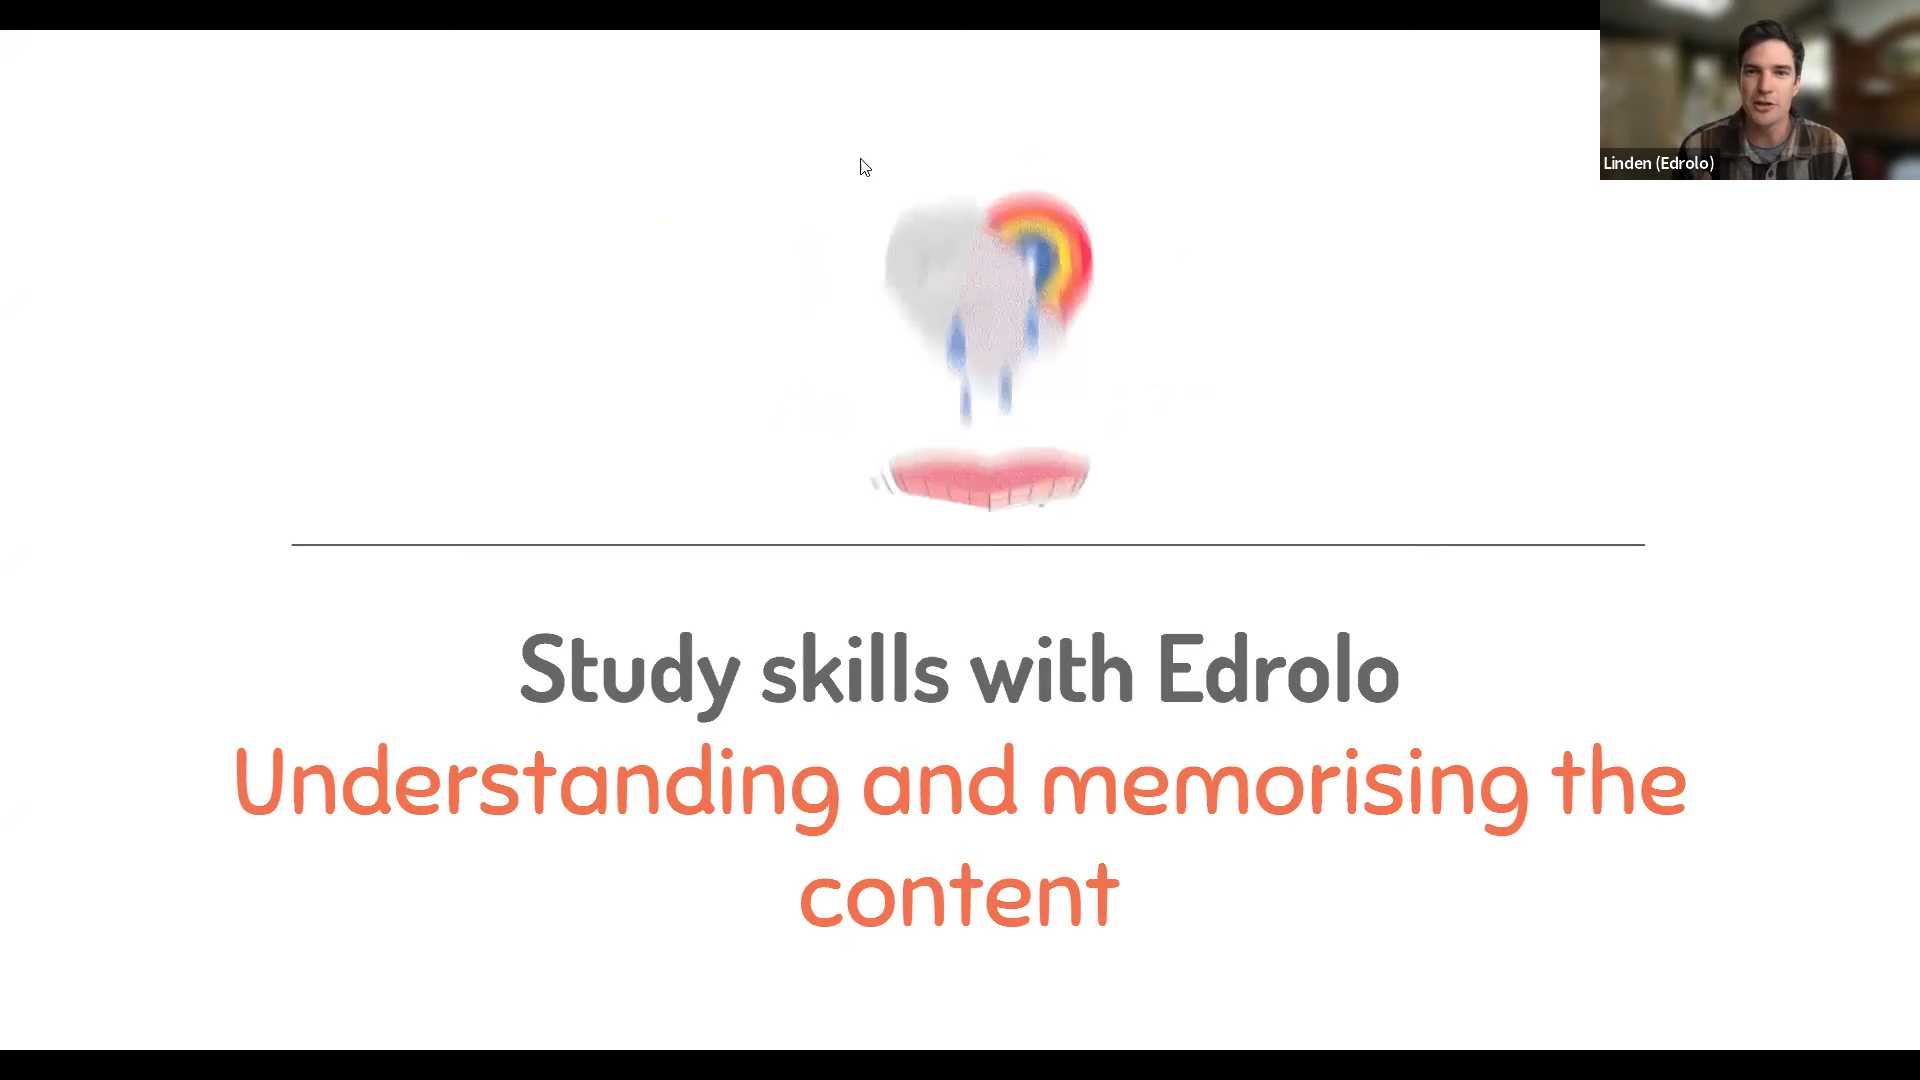 Linden (Edrolo)
Study skills with Edrolo
Understanding and memorising the
content